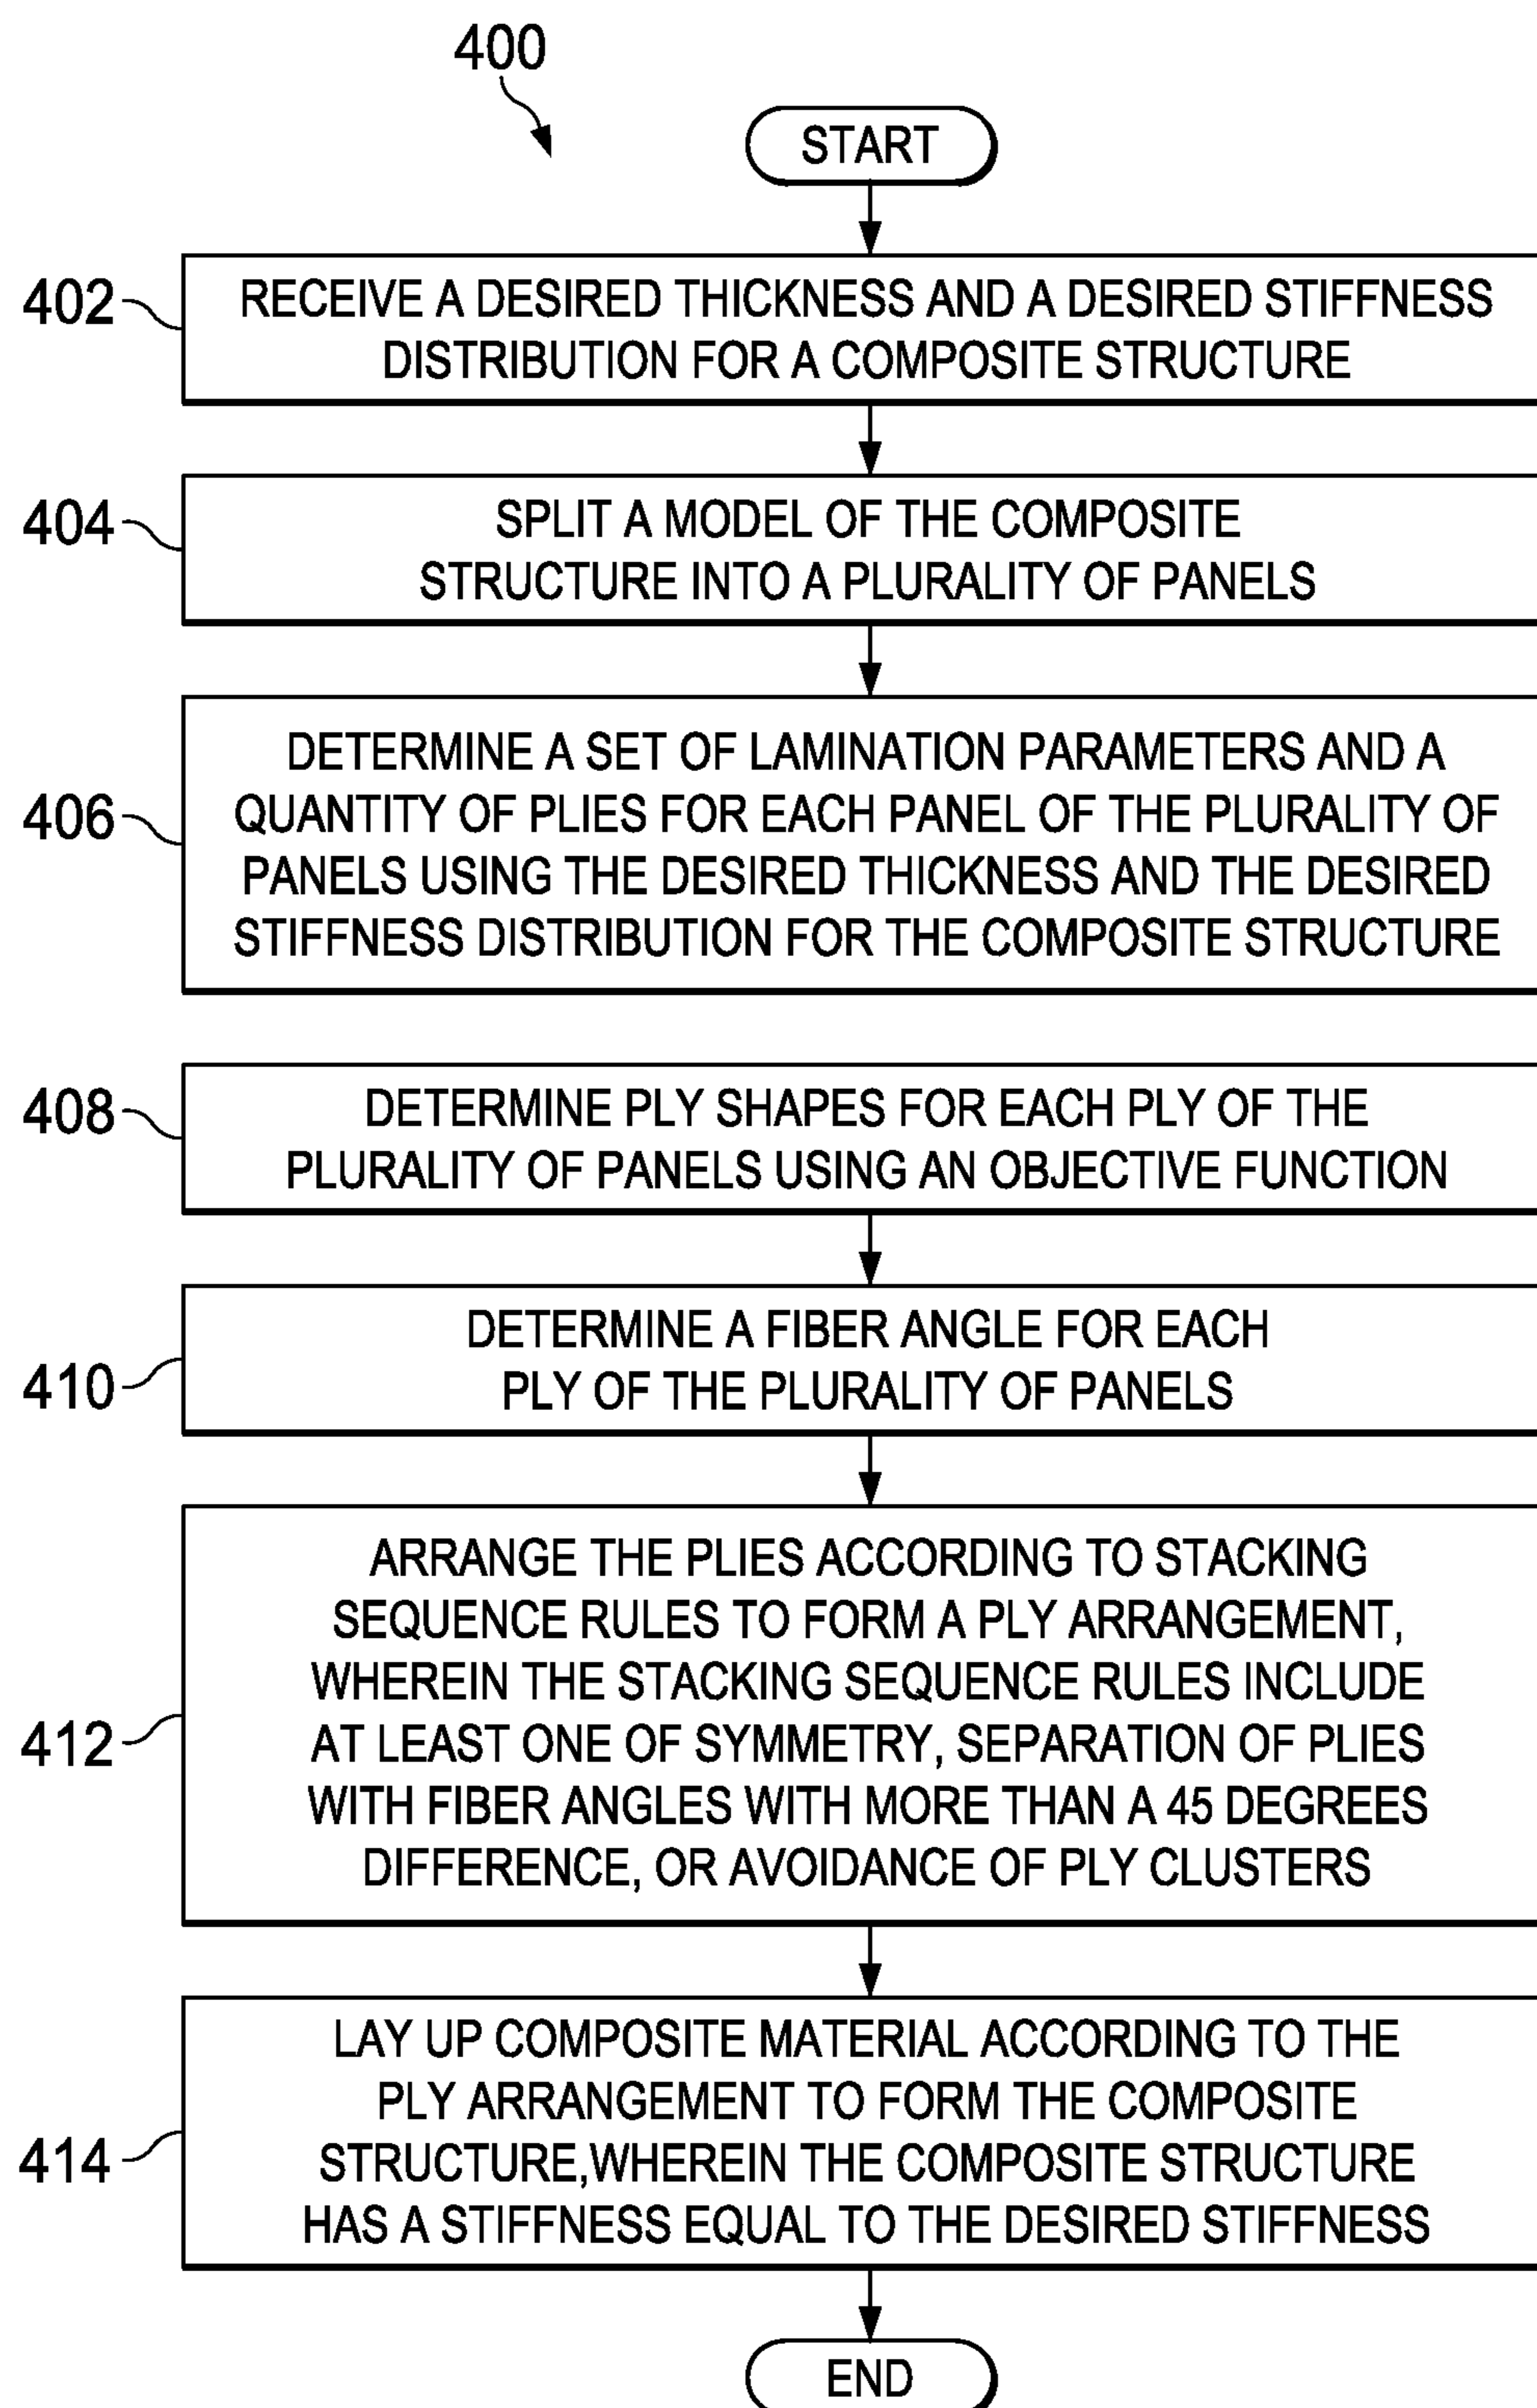 400
START
402
RECEIVE A DESIRED THICKNESS AND A DESIRED STIFFNESS
DISTRIBUTION FOR A COMPOSITE STRUCTURE
404
SPLIT A MODEL OF THE COMPOSITE
STRUCTURE INTO A PLURALITY OF PANELS
406
DETERMINE A SET OF LAMINATION PARAMETERS AND A
QUANTITY OF PLIES FOR EACH PANEL OF THE PLURALITY OF
PANELS USING THE DESIRED THICKNESS AND THE DESIRED
STIFFNESS DISTRIBUTION FOR THE COMPOSITE STRUCTURE
408
DETERMINE PLY SHAPES FOR EACH PLY OF THE
PLURALITY OF PANELS USING AN OBJECTIVE FUNCTION
410
DETERMINE A FIBER ANGLE FOR EACH
PLY OF THE PLURALITY OF PANELS
412
ARRANGE THE PLIES ACCORDING TO STACKING
SEQUENCE RULES TO FORM A PLY ARRANGEMENT,
WHEREIN THE STACKING SEQUENCE RULES INCLUDE
AT LEAST ONE OF SYMMETRY, SEPARATION OF PLIES
WITH FIBER ANGLES WITH MORE THAN A 45 DEGREES
DIFFERENCE, OR AVOIDANCE OF PLY CLUSTERS
414
LAY UP COMPOSITE MATERIAL ACCORDING TO THE
PLY ARRANGEMENT TO FORM THE COMPOSITE
STRUCTURE,WHEREIN THE COMPOSITE STRUCTURE
HAS A STIFFNESS EQUAL TO THE DESIRED STIFFNESS
END